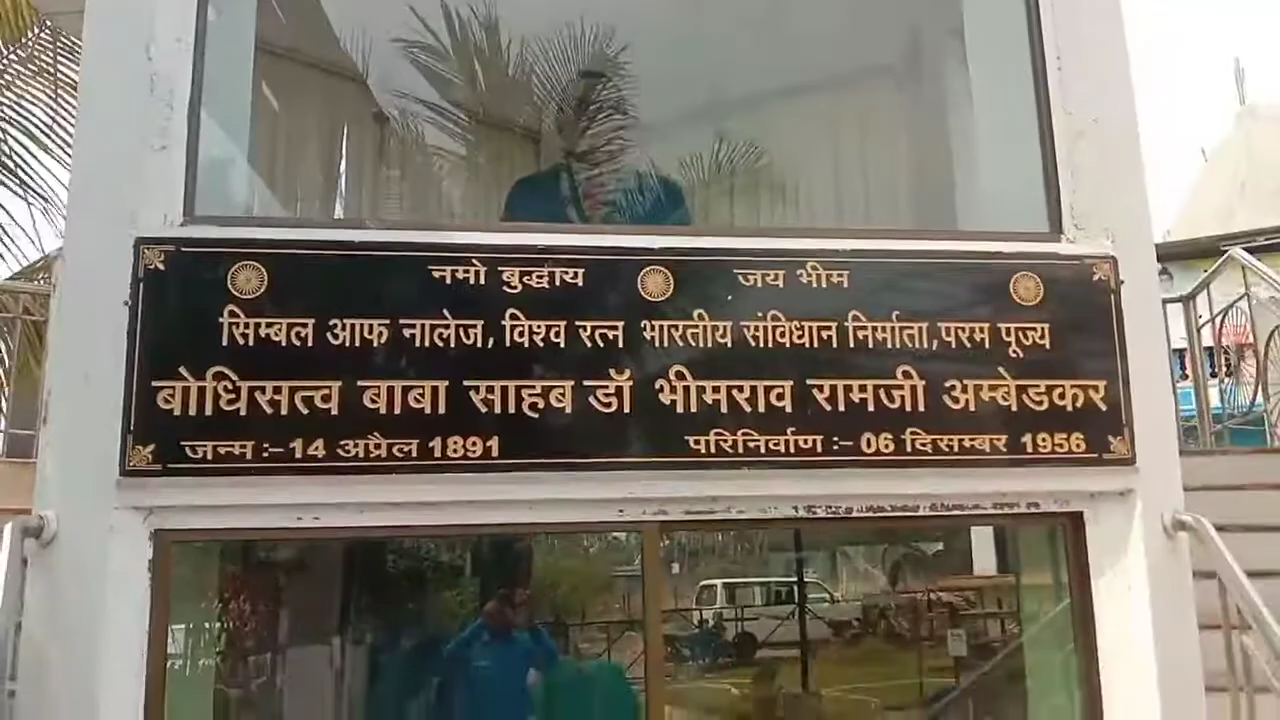 नमो बुद्धाय जय भीम
सिम्बल आफ नालेज, विश्व रत्न भारतीय संविधान निर्माता,परम पूज्य
बोधिसत्व बाबा साहब डॉ भीमराव रामजी अम्बेडकर
जन्म :-14 अप्रैल 1891 परिनिर्वाण :- 06 दिसम्बर 1956